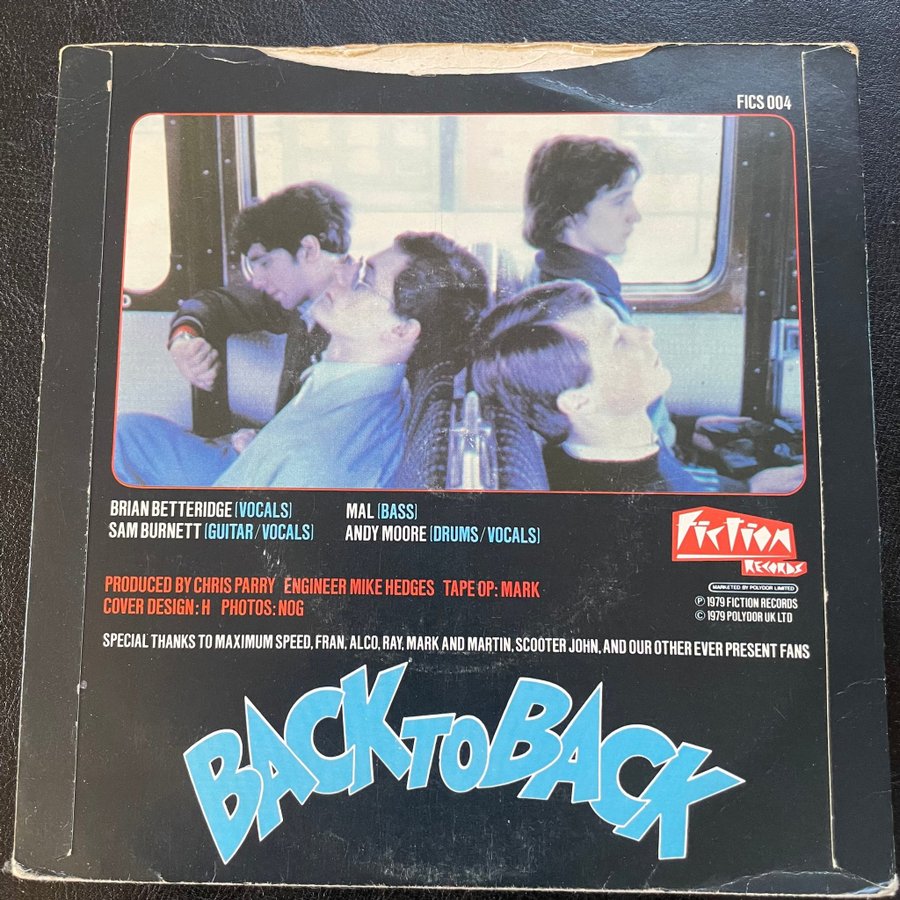 FICS 004
BRIAN BETTERIDGE (VOCALS) MAL (BASS)
SAM BURNETT (GUITAR/VOCALS) ANDY MOORE (DRUMS/VOCALS)
FICTION
RECORDS
PRODUCED BY CHRIS PARRY ENGINEER MIKE HEDGES TAPE OP: MARK
COVER DESIGN: H PHOTOS: NOG
MARKETED BY POLYDOR LIMITED
℗ 1979 FICTION RECORDS
© 1979 POLYDOR UK LTD
SPECIAL THANKS TO MAXIMUM SPEED, FRAN, ALCO, RAY, MARK AND MARTIN, SCOOTER JOHN, AND OUR OTHER EVER PRESENT FANS
BACK TO BACK